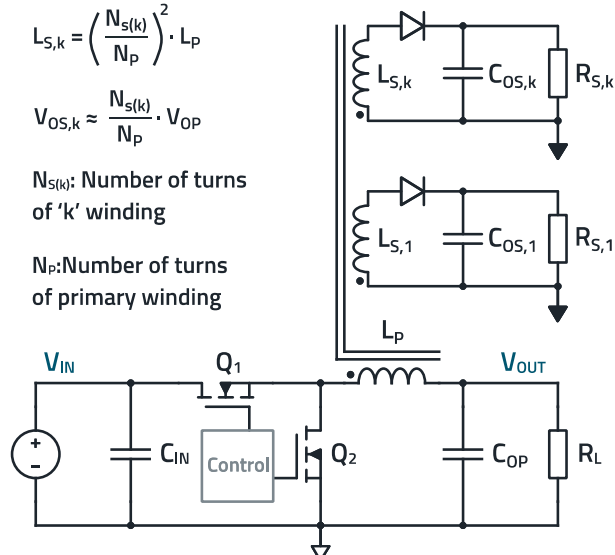 L_S,k = (N_s(k) / N_P)² · L_P
V_OS,k ≈ N_s(k) / N_P · V_OP
N_S(k): Number of turns
of ‘k’ winding
N_P:Number of turns
of primary winding
L_S,k
C_OS,k
R_S,k
L_S,1
C_OS,1
R_S,1
L_P
V_IN
Q_1
V_OUT
+
-
C_IN
Control
Q_2
C_OP
R_L